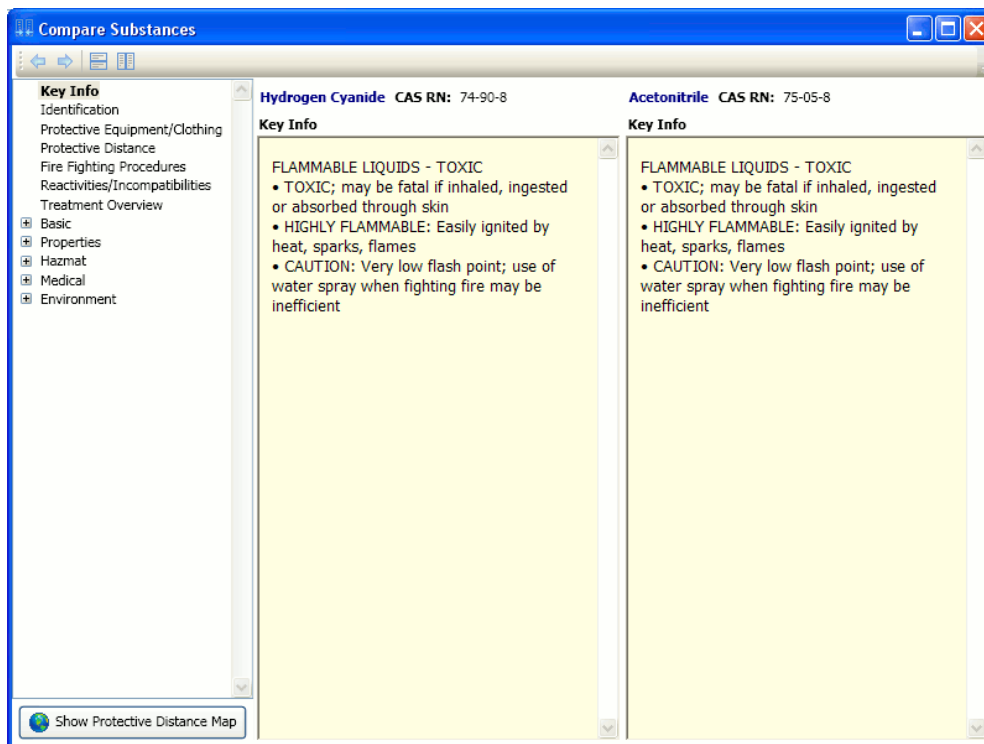 Compare Substances
Key Info
Identification
Protective Equipment/Clothing
Protective Distance
Fire Fighting Procedures
Reactivities/Incompatibilities
Treatment Overview
Basic
Properties
Hazmat
Medical
Environment
Show Protective Distance Map
Hydrogen Cyanide CAS RN: 74-90-8
Key Info
FLAMMABLE LIQUIDS - TOXIC
• TOXIC; may be fatal if inhaled, ingested
or absorbed through skin
• HIGHLY FLAMMABLE: Easily ignited by
heat, sparks, flames
• CAUTION: Very low flash point; use of
water spray when fighting fire may be
inefficient
Acetonitrile CAS RN: 75-05-8
Key Info
FLAMMABLE LIQUIDS - TOXIC
• TOXIC; may be fatal if inhaled, ingested
or absorbed through skin
• HIGHLY FLAMMABLE: Easily ignited by
heat, sparks, flames
• CAUTION: Very low flash point; use of
water spray when fighting fire may be
inefficient